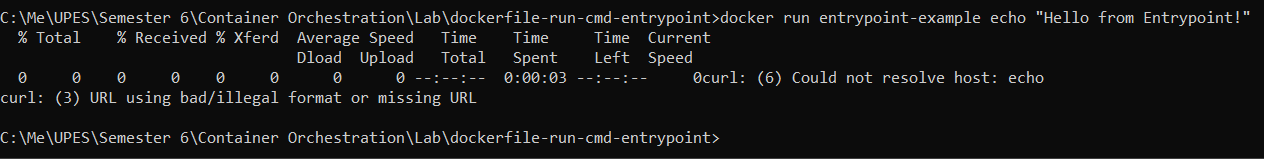 C:\Me\UPES\Semester 6\Container Orchestration\Lab\dockerfile-run-cmd-entrypoint>docker run entrypoint-example echo "Hello from Entrypoint!"
  % Total    % Received % Xferd  Average Speed   Time    Time     Time  Current
                                 Dload  Upload   Total   Spent    Left  Speed
  0     0    0     0    0     0      0      0 --:--:--  0:00:03 --:--:--     0curl: (6) Could not resolve host: echo
curl: (3) URL using bad/illegal format or missing URL
C:\Me\UPES\Semester 6\Container Orchestration\Lab\dockerfile-run-cmd-entrypoint>